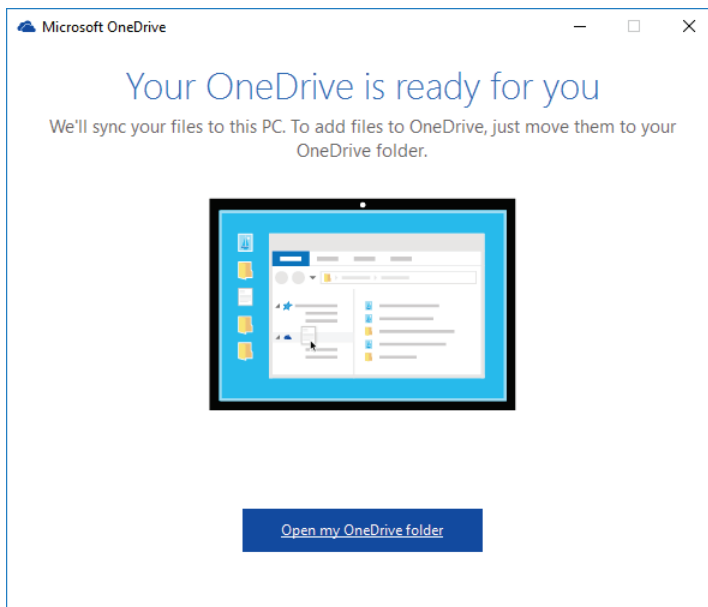 Microsoft OneDrive
Your OneDrive is ready for you
We'll sync your files to this PC. To add files to OneDrive, just move them to your
OneDrive folder.
Open my OneDrive folder